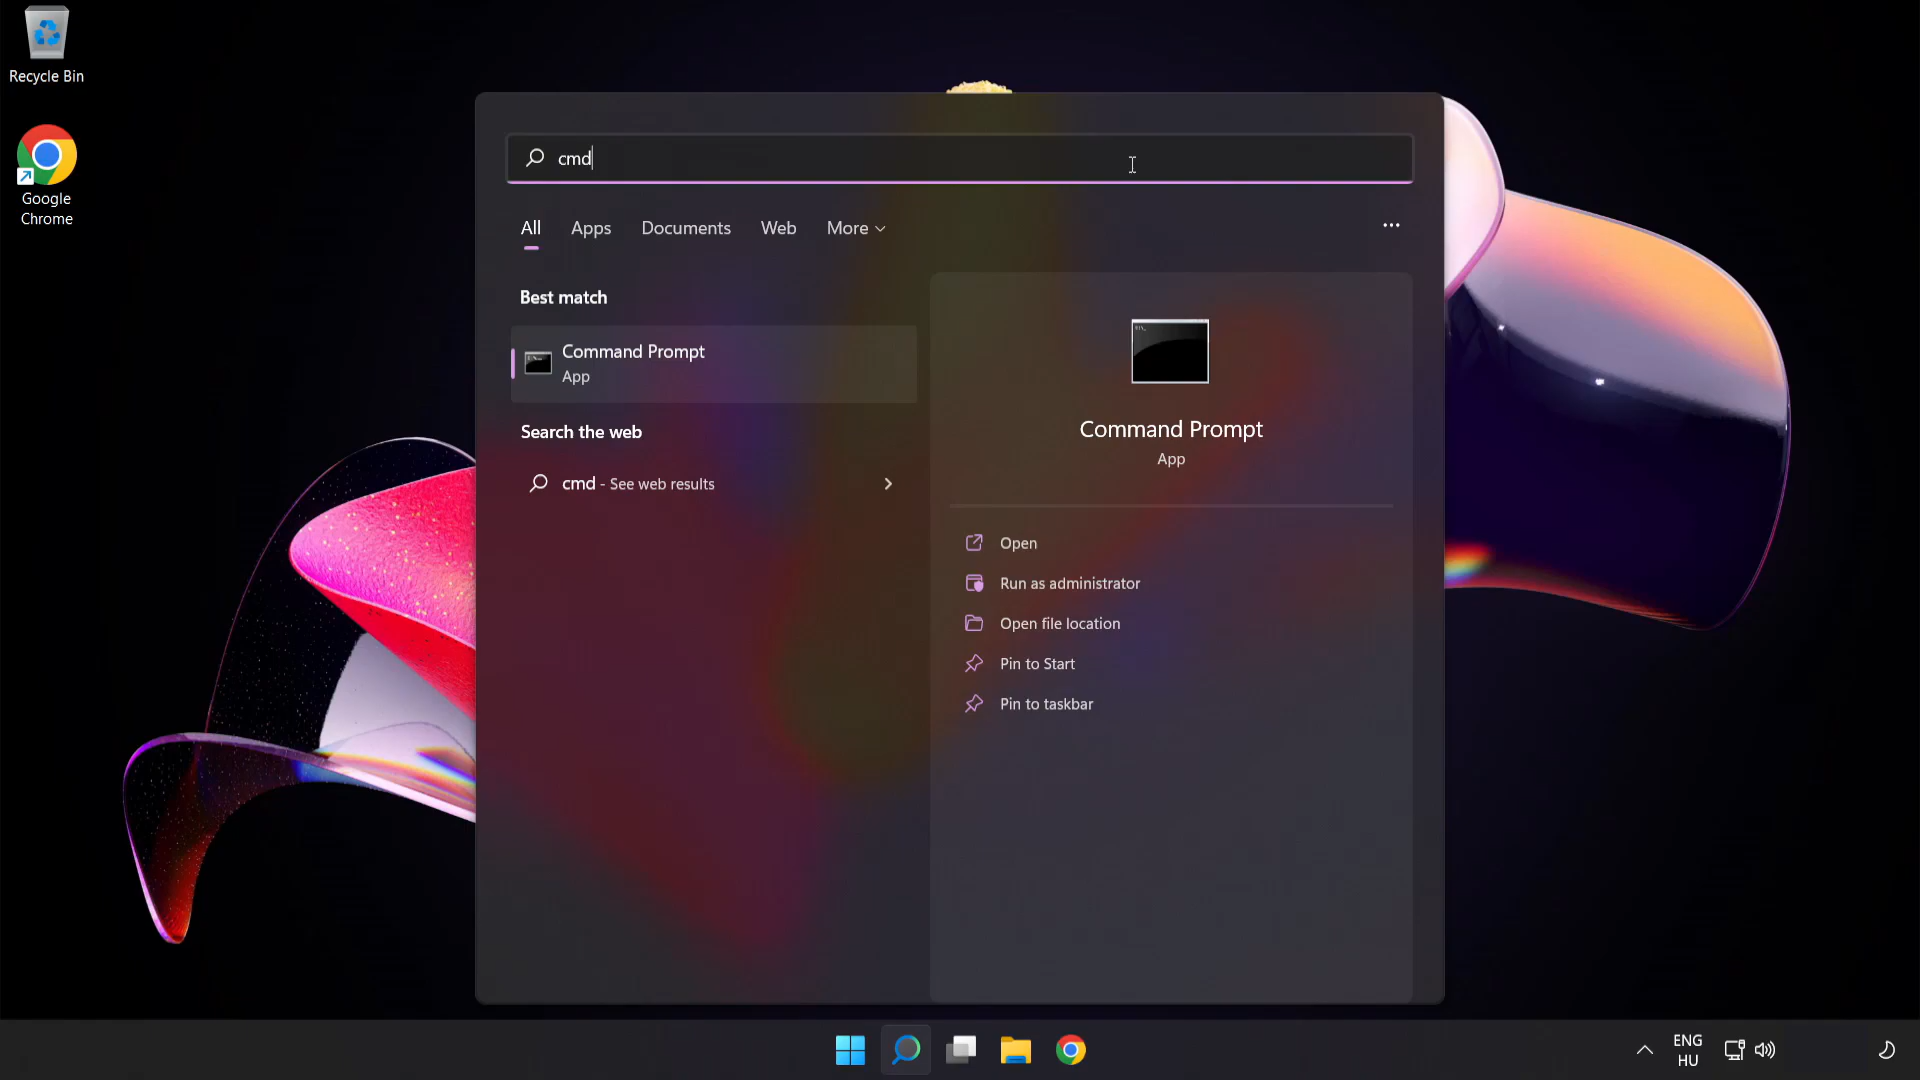 Recycle Bin
Google
Chrome
cmd
All Apps Documents Web More
Best match
Command Prompt
App
Search the web
cmd - See web results
Command Prompt
App
Open
Run as administrator
Open file location
Pin to Start
Pin to taskbar
ENG
HU